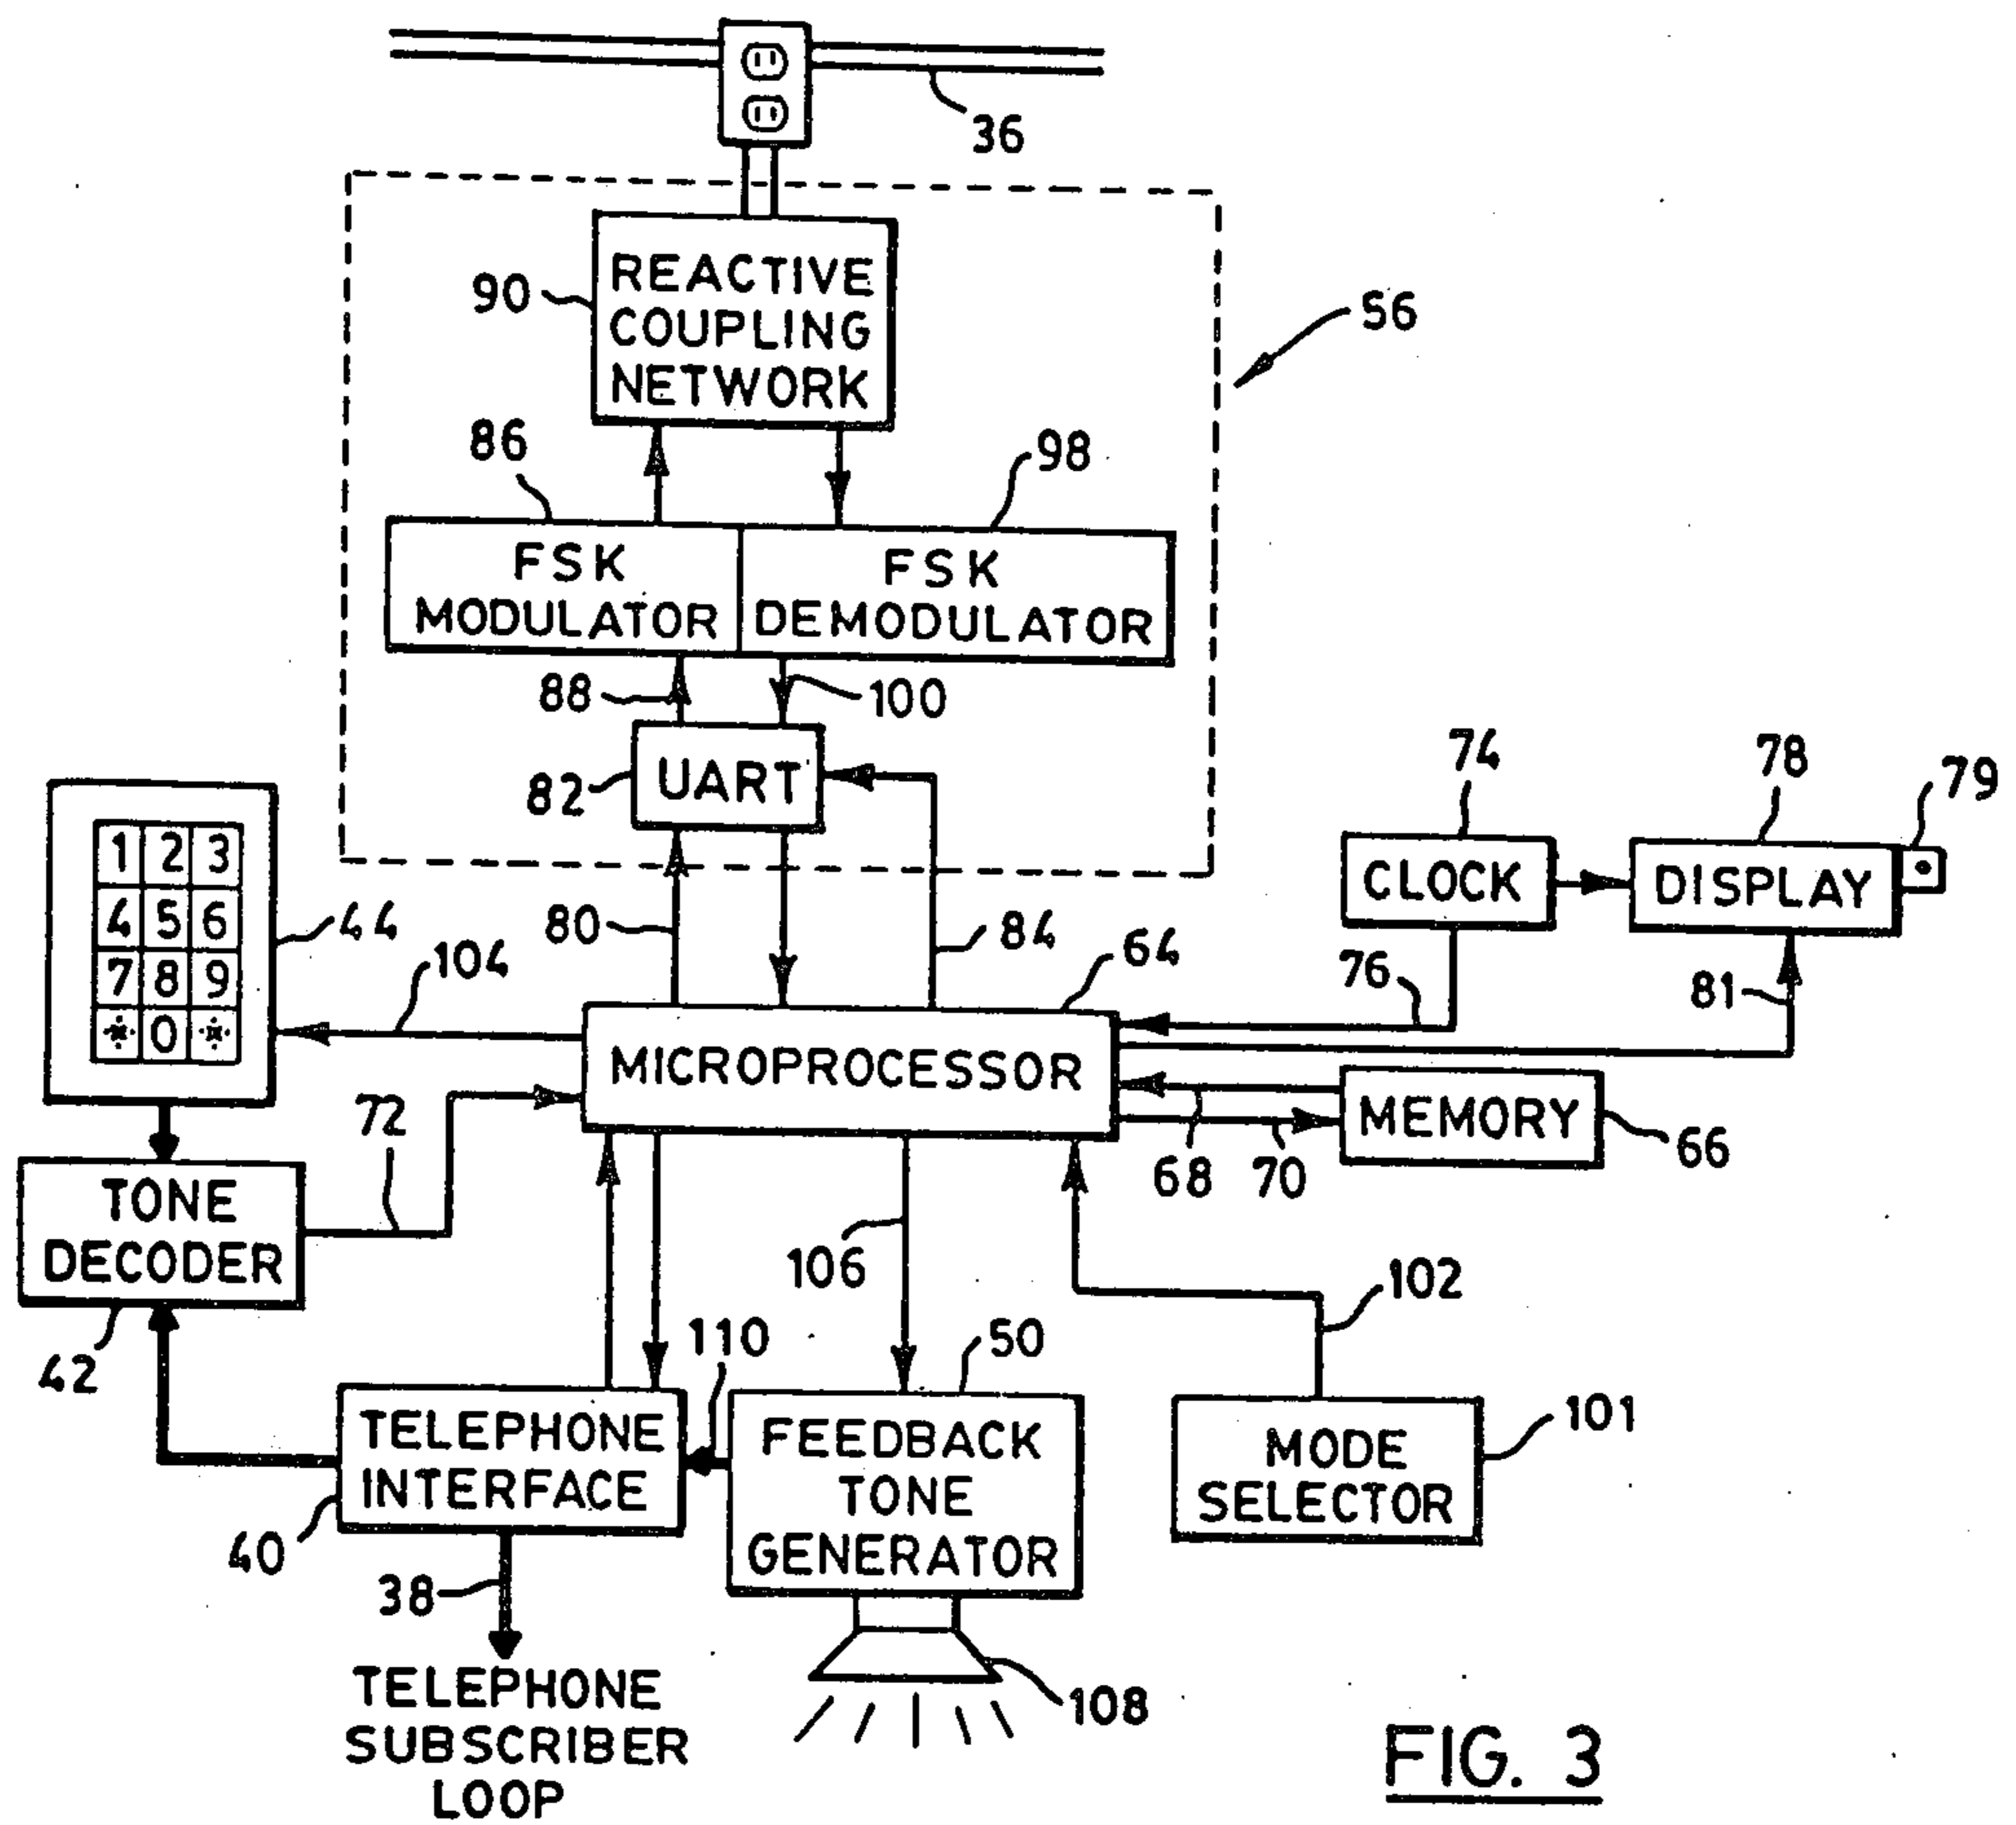 36
90
REACTIVE
COUPLING
NETWORK
56
86
98
FSK
MODULATOR
FSK
DEMODULATOR
88
100
82
UART
74
78
79
CLOCK
DISPLAY
1 2 3
4 5 6
7 8 9
* 0 *
44
104
80
84
64
76
81
MICROPROCESSOR
MEMORY
66
68
70
72
TONE
DECODER
42
106
102
110
50
101
TELEPHONE
INTERFACE
40
FEEDBACK
TONE
GENERATOR
MODE
SELECTOR
38
108
TELEPHONE
SUBSCRIBER
LOOP
FIG. 3